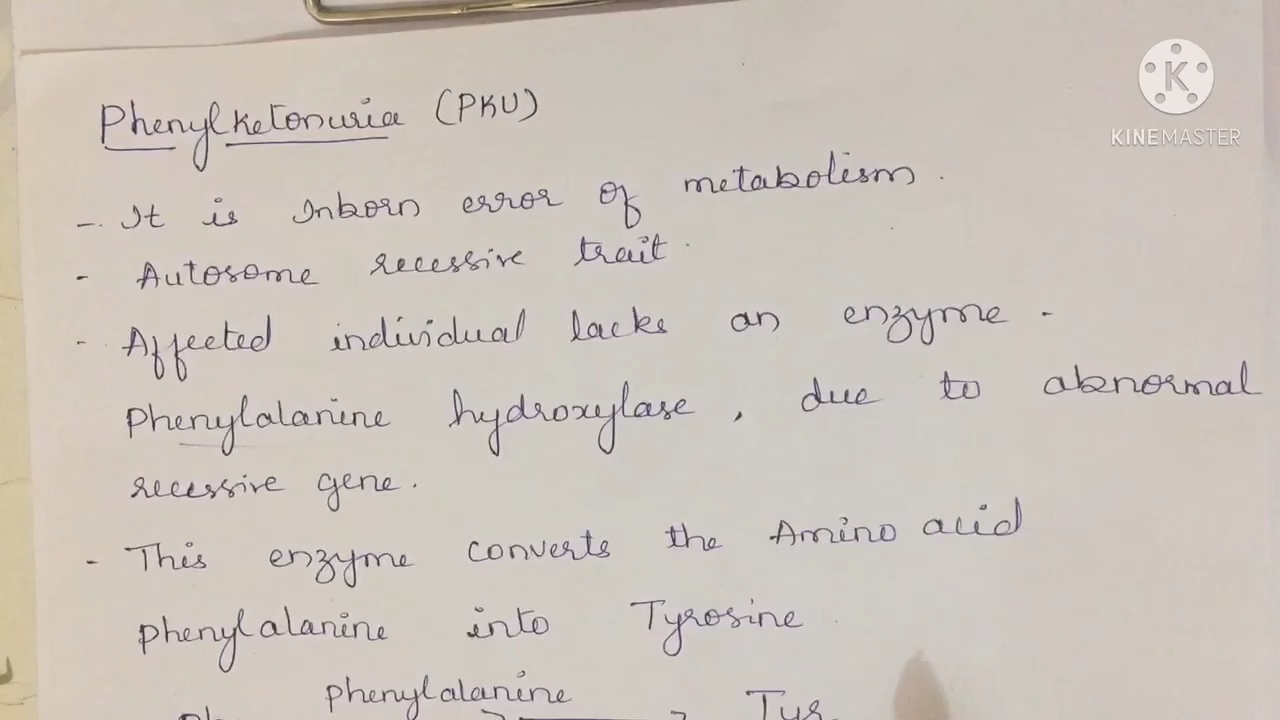 Phenylketonuria (PKU)
K
KINEMASTER
- It is Inborn error of metabolism.
- Autosome recessive trait.
- Affected individual lacks an enzyme.
Phenylalanine hydroxylase, due to abnormal
recessive gene.
- This enzyme converts the Amino acid
phenylalanine into Tyrosine
phenylalanine
Tyr